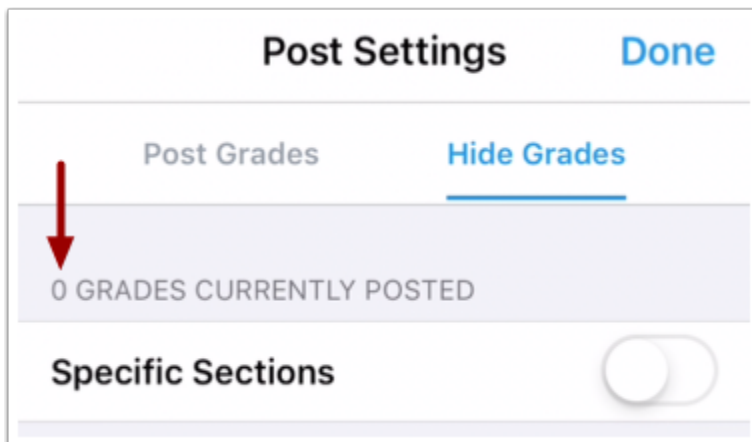 Post Settings Done
Post Grades Hide Grades
0 GRADES CURRENTLY POSTED
Specific Sections